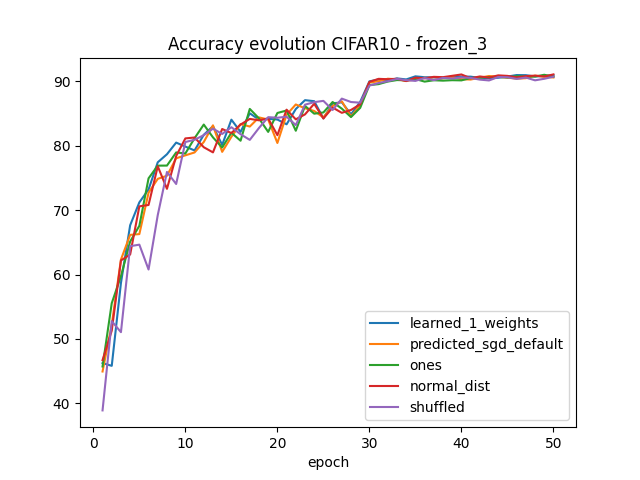 Accuracy evolution CIFAR10 - frozen_3
90
80
70
60
50
40
0
10
20
30
40
50
epoch
learned_1_weights
predicted_sgd_default
ones
normal_dist
shuffled